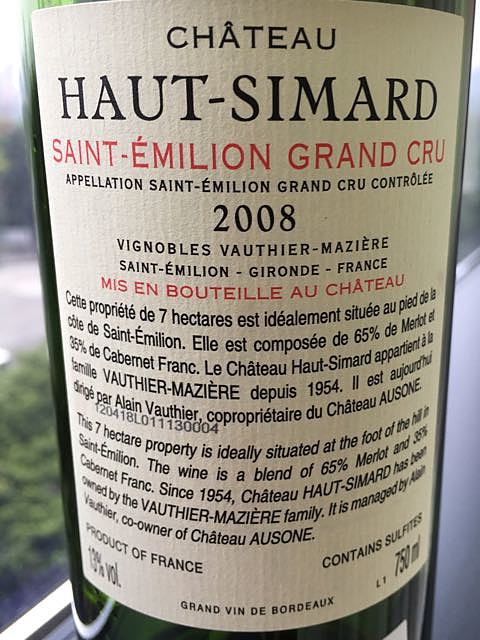 CHÂTEAU
HAUT-SIMARD
SAINT-ÉMILION GRAND CRU
APPELLATION SAINT-ÉMILION GRAND CRU CONTRÔLÉE
2008
VIGNOBLES VAUTHIER-MAZIÈRE
SAINT-ÉMILION - GIRONDE - FRANCE
MIS EN BOUTEILLE AU CHÂTEAU
Cette propriété de 7 hectares est idéalement située au pied de la
côte de Saint-Émilion. Elle est composée de 65% de Merlot et
35% de Cabernet Franc. Le Château Haut-Simard appartient à la
famille VAUTHIER-MAZIÈRE depuis 1954. Il est aujourd'hui
dirigé par Alain Vauthier, copropriétaire du Château AUSONE.
120418L011130004
This 7 hectare property is ideally situated at the foot of the hill in
Saint-Émilion. The wine is a blend of 65% Merlot and 35%
Cabernet Franc. Since 1954, Château HAUT-SIMARD has been
owned by the VAUTHIER-MAZIÈRE family. It is managed by Alain
Vauthier, co-owner of Château AUSONE.
PRODUCT OF FRANCE
CONTAINS SULFITES
13% vol.
L1 750 ml
GRAND VIN DE BORDEAUX